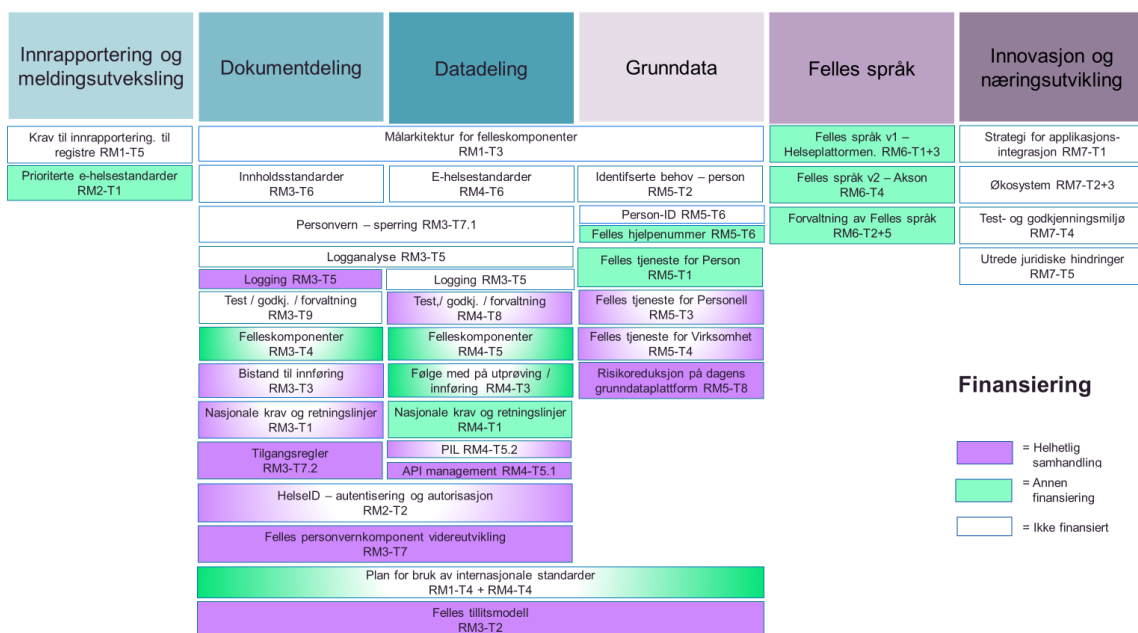 Innrapportering og
meldingsutveksling
Dokumentdeling
Datadeling
Grunndata
Felles språk
Innovasjon og
næringsutvikling
Krav til innrapportering. til
registre RM1-T5
Målarkitektur for felleskomponenter
RM1-T3
Felles språk v1 –
Helseplattormen. RM6-T1+3
Strategi for applikasjons-
integrasjon RM7-T1
Prioriterte e-helsestandarder
RM2-T1
Innholdsstandarder
RM3-T6
E-helsestandarder
RM4-T6
Identifserte behov – person
RM5-T2
Felles språk v2 – Akson
RM6-T4
Økosystem RM7-T2+3
Personvern – sperring RM3-T7.1
Person-ID RM5-T6
Felles hjelpenummer RM5-T6
Forvaltning av Felles språk
RM6-T2+5
Test- og godkjenningsmiljø
RM7-T4
Logganalyse RM3-T5
Felles tjeneste for Person
RM5-T1
Utrede juridiske hindringer
RM7-T5
Logging RM3-T5
Logging RM3-T5
Test / godkj. / forvaltning
RM3-T9
Test,/ godkj. / forvaltning
RM4-T8
Felles tjeneste for Personell
RM5-T3
Felleskomponenter
RM3-T4
Felleskomponenter
RM4-T5
Felles tjeneste for Virksomhet
RM5-T4
Bistand til innføring
RM3-T3
Følge med på utprøving /
innføring RM4-T3
Risikoreduksjon på dagens
grunndataplattform RM5-T8
Nasjonale krav og retningslinjer
RM3-T1
Nasjonale krav og retningslinjer
RM4-T1
Tilgangsregler
RM3-T7.2
PIL RM4-T5.2
API management RM4-T5.1
HelseID – autentisering og autorisasjon
RM2-T2
Felles personvernkomponent videreutvikling
RM3-T7
Plan for bruk av internasjonale standarder
RM1-T4 + RM4-T4
Felles tillitsmodell
RM3-T2
Finansiering
= Helhetlig
samhandling
= Annen
finansiering
= Ikke finansiert